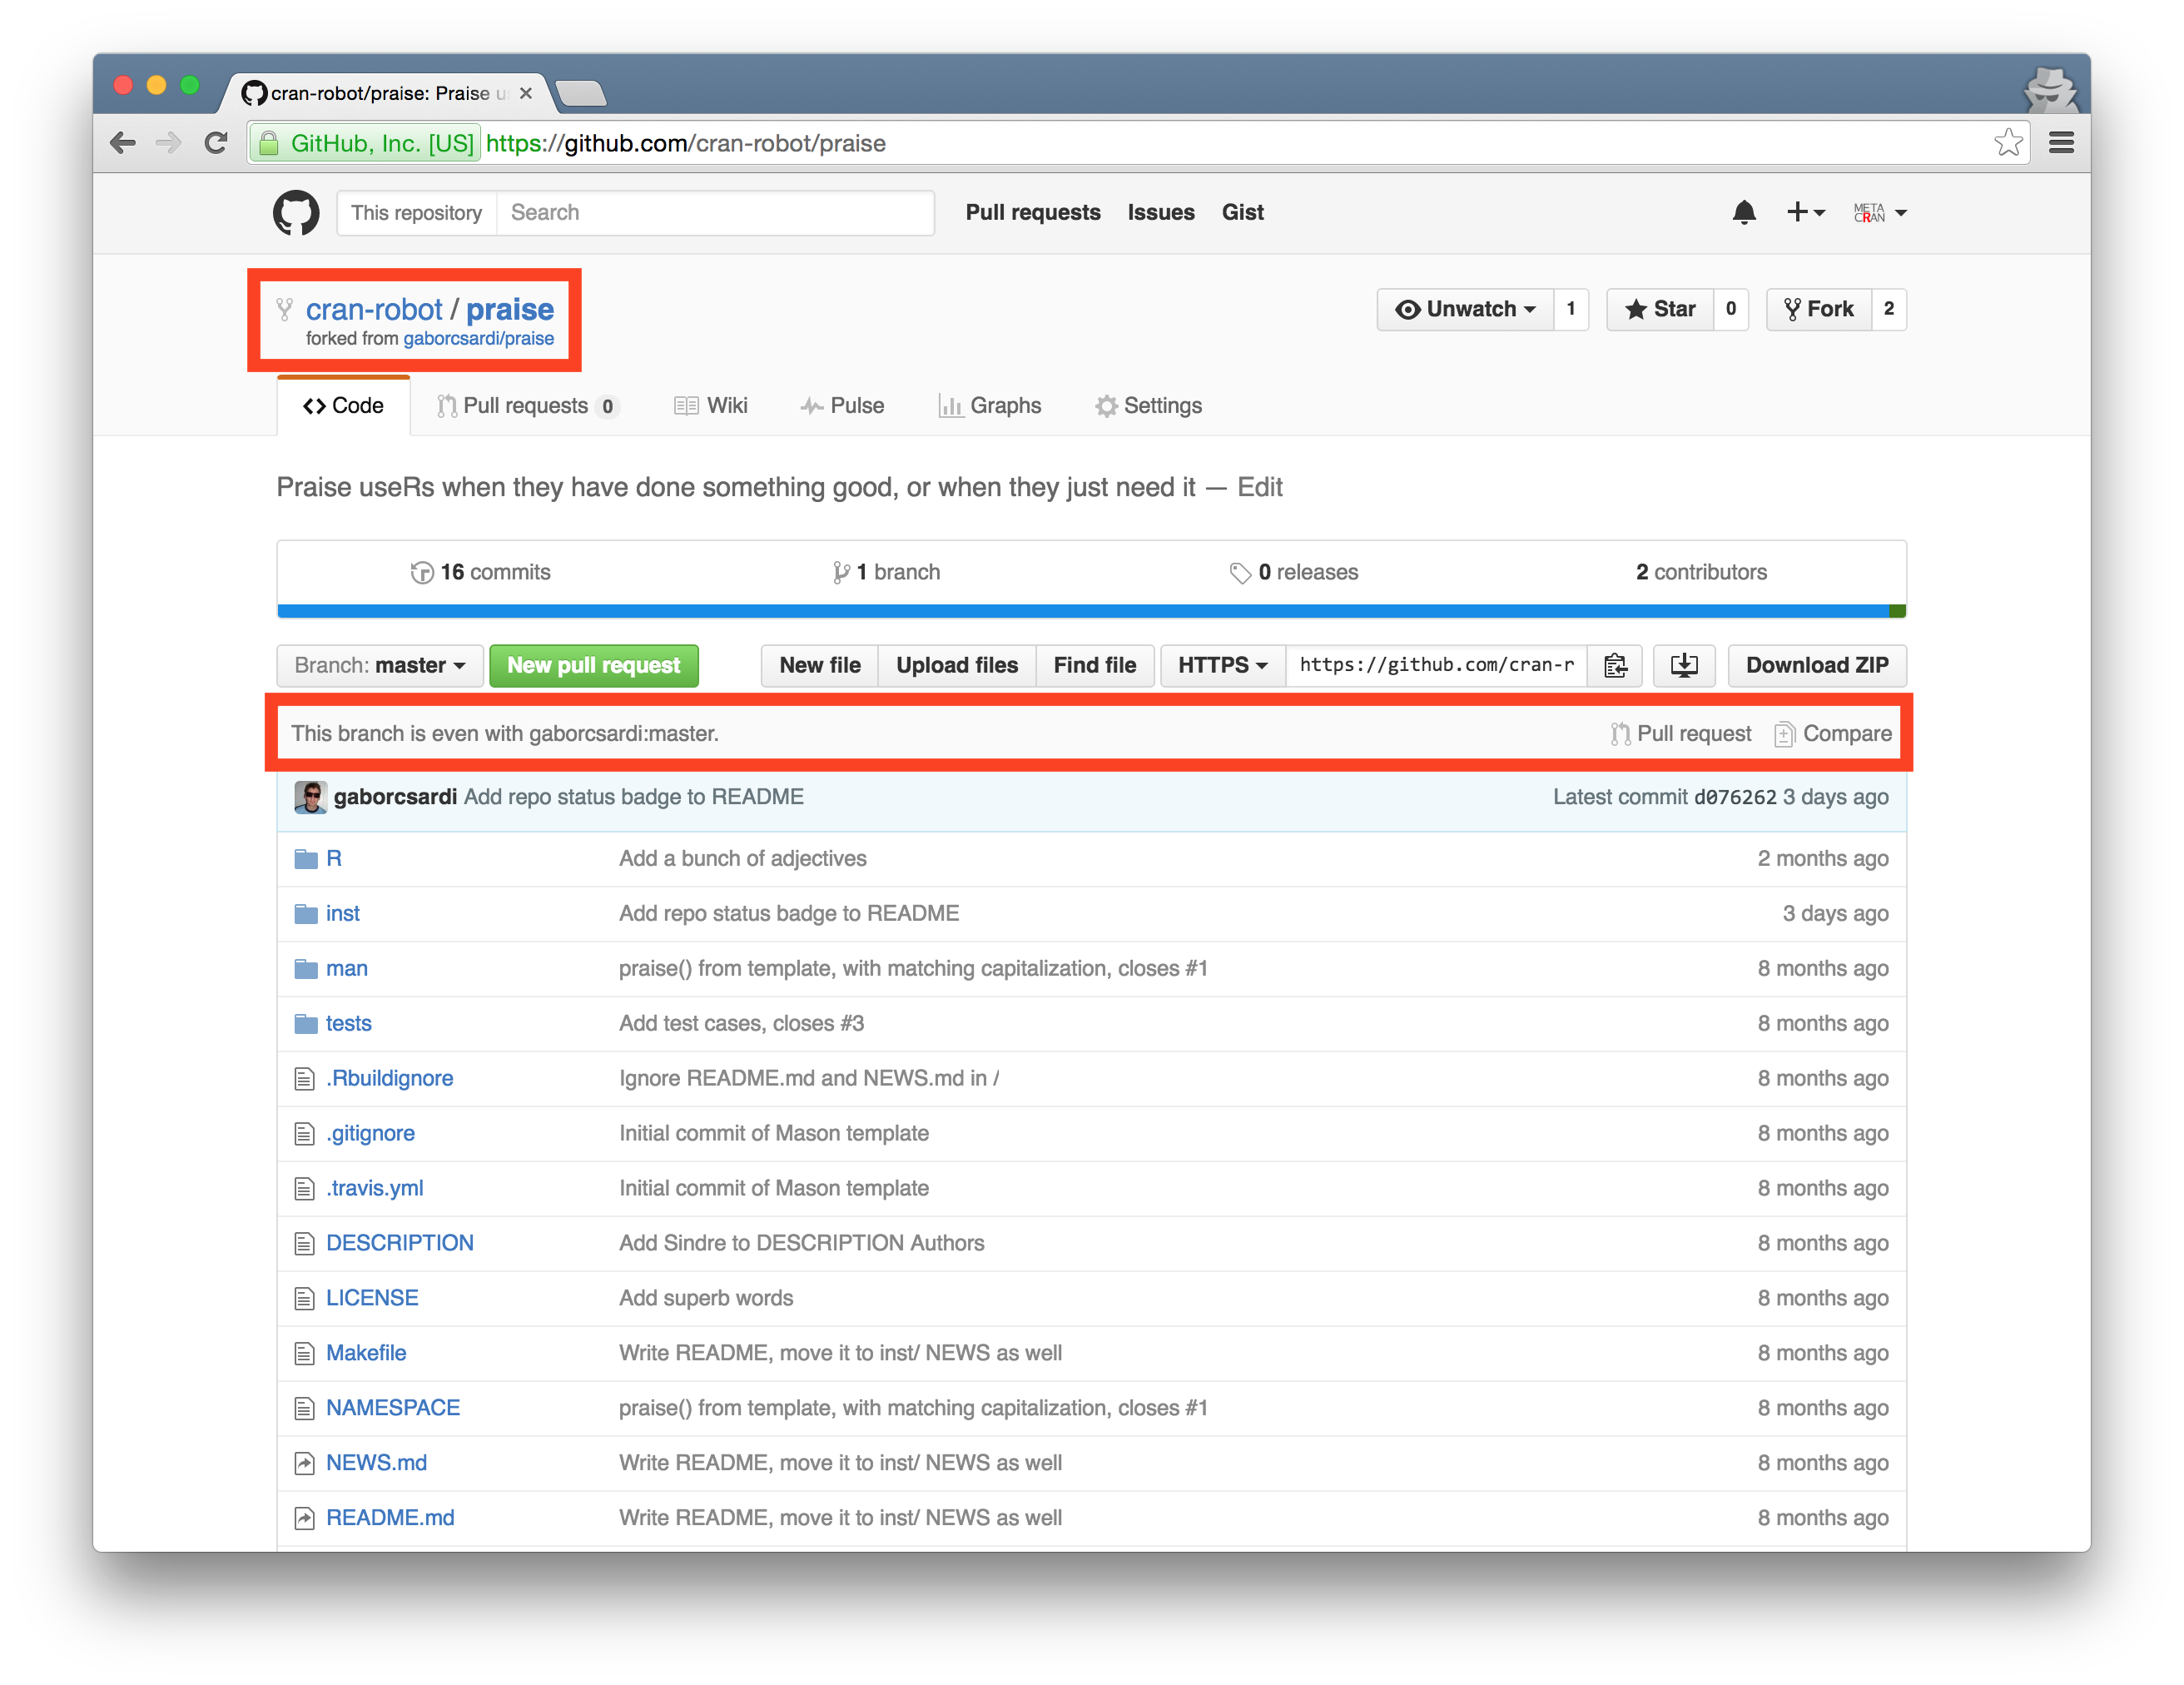 cran-robot/praise: Praise u
GitHub, Inc. [US] https://github.com/cran-robot/praise
This repository Search Pull requests Issues Gist META CRAN
cran-robot / praise Unwatch 1 Star 0 Fork 2
forked from gaborcsardi/praise
Code Pull requests 0 Wiki Pulse Graphs Settings
Praise useRs when they have done something good, or when they just need it — Edit
16 commits 1 branch 0 releases 2 contributors
Branch: master New pull request New file Upload files Find file HTTPS https://github.com/cran-r Download ZIP
This branch is even with gaborcsardi:master. Pull request Compare
gaborcsardi Add repo status badge to README Latest commit d076262 3 days ago
R Add a bunch of adjectives 2 months ago
inst Add repo status badge to README 3 days ago
man praise() from template, with matching capitalization, closes #1 8 months ago
tests Add test cases, closes #3 8 months ago
.Rbuildignore Ignore README.md and NEWS.md in / 8 months ago
.gitignore Initial commit of Mason template 8 months ago
.travis.yml Initial commit of Mason template 8 months ago
DESCRIPTION Add Sindre to DESCRIPTION Authors 8 months ago
LICENSE Add superb words 8 months ago
Makefile Write README, move it to inst/ NEWS as well 8 months ago
NAMESPACE praise() from template, with matching capitalization, closes #1 8 months ago
NEWS.md Write README, move it to inst/ NEWS as well 8 months ago
README.md Write README, move it to inst/ NEWS as well 8 months ago